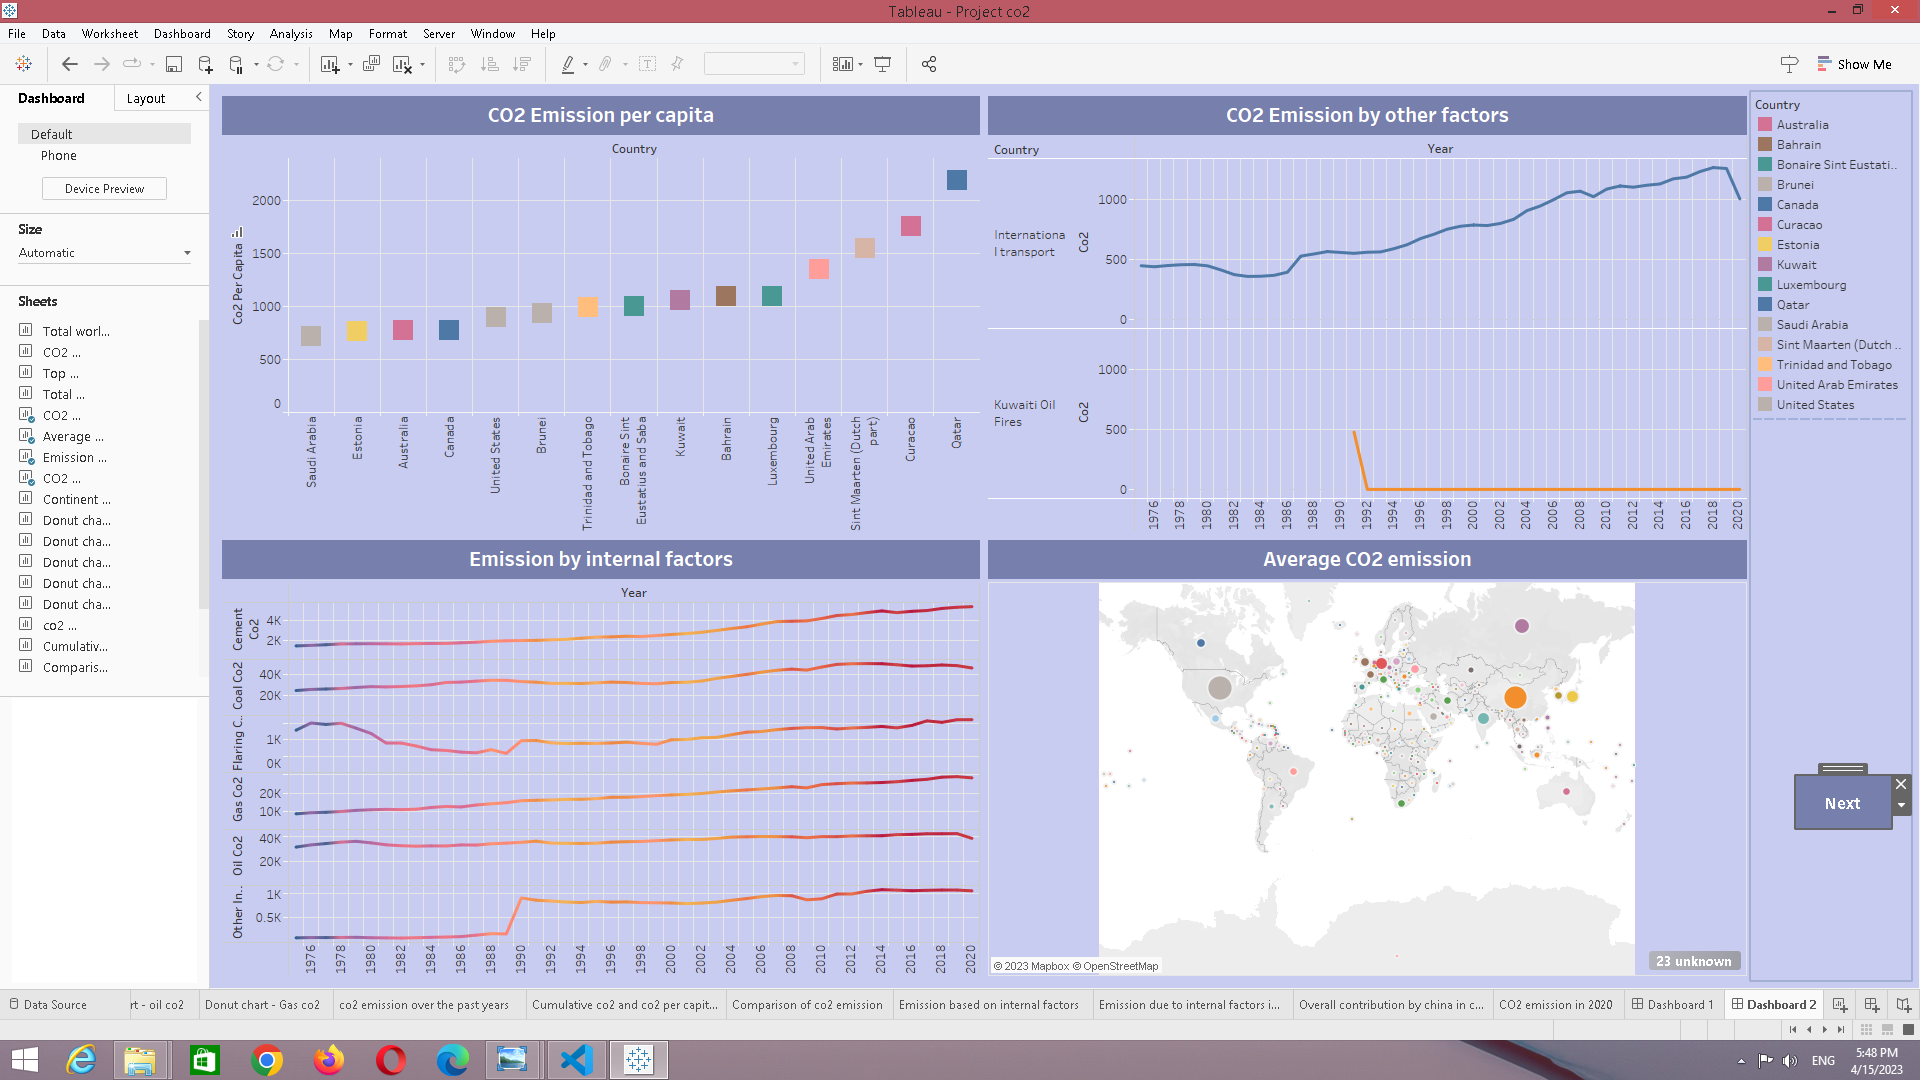 Tableau - Project co2
File Data Worksheet Dashboard Story Analysis Map Format Server Window Help
Show Me
Dashboard Layout
Default
Phone
Device Preview
Size
Automatic
Sheets
Total worl...
CO2 ...
Top ...
Total ...
CO2 ...
Average ...
Emission ...
CO2 ...
Continent ...
Donut cha...
Donut cha...
Donut cha...
Donut cha...
Donut cha...
co2 ...
Cumulativ...
Comparis...
CO2 Emission per capita
Country
Co2 Per Capita
2000
1500
1000
500
0
Saudi Arabia
Estonia
Australia
Canada
United States
Brunei
Trinidad and Tobago
Bonaire Sint
Eustatius and Saba
Kuwait
Bahrain
Luxembourg
United Arab
Emirates
Sint Maarten (Dutch
part)
Curacao
Qatar
CO2 Emission by other factors
Country Year
Internationa
l transport
Co2
1000
500
0
Kuwaiti Oil
Fires
Co2
1000
500
0
1976 1978 1980 1982 1984 1986 1988 1990 1992 1994 1996 1998 2000 2002 2004 2006 2008 2010 2012 2014 2016 2018 2020
Country
Australia
Bahrain
Bonaire Sint Eustati..
Brunei
Canada
Curacao
Estonia
Kuwait
Luxembourg
Qatar
Saudi Arabia
Sint Maarten (Dutch ..
Trinidad and Tobago
United Arab Emirates
United States
Emission by internal factors
Year
Cement
Co2
4K
2K
Coal Co2
40K
20K
Flaring C..
1K
0K
Gas Co2
20K
10K
Oil Co2
40K
20K
Other In..
1K
0.5K
1976 1978 1980 1982 1984 1986 1988 1990 1992 1994 1996 1998 2000 2002 2004 2006 2008 2010 2012 2014 2016 2018 2020
Average CO2 emission
© 2023 Mapbox © OpenStreetMap
23 unknown
Next
Data Source
rt - oil co2
Donut chart - Gas co2
co2 emission over the past years
Cumulative co2 and co2 per capit...
Comparison of co2 emission
Emission based on internal factors
Emission due to internal factors i...
Overall contribution by china in c...
CO2 emission in 2020
Dashboard 1
Dashboard 2
ENG
5:48 PM
4/15/2023